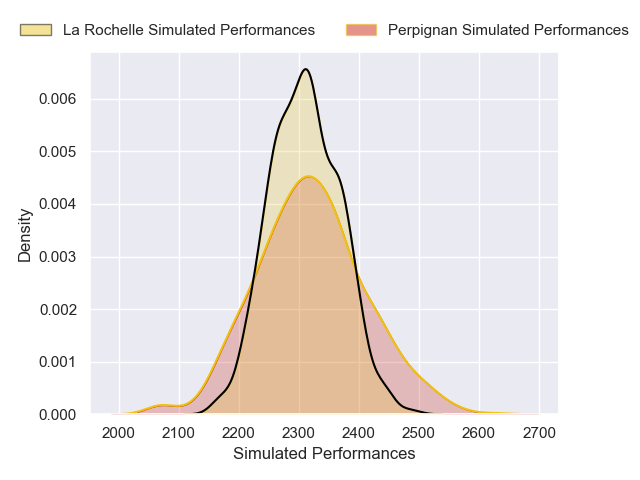 La Rochelle Simulated Performances Perpignan Simulated Performances
0.006
0.005
0.004
0.003
0.002
0.001
0.000
Density
2000 2100 2200 2300 2400 2500 2600 2700
Simulated Performances